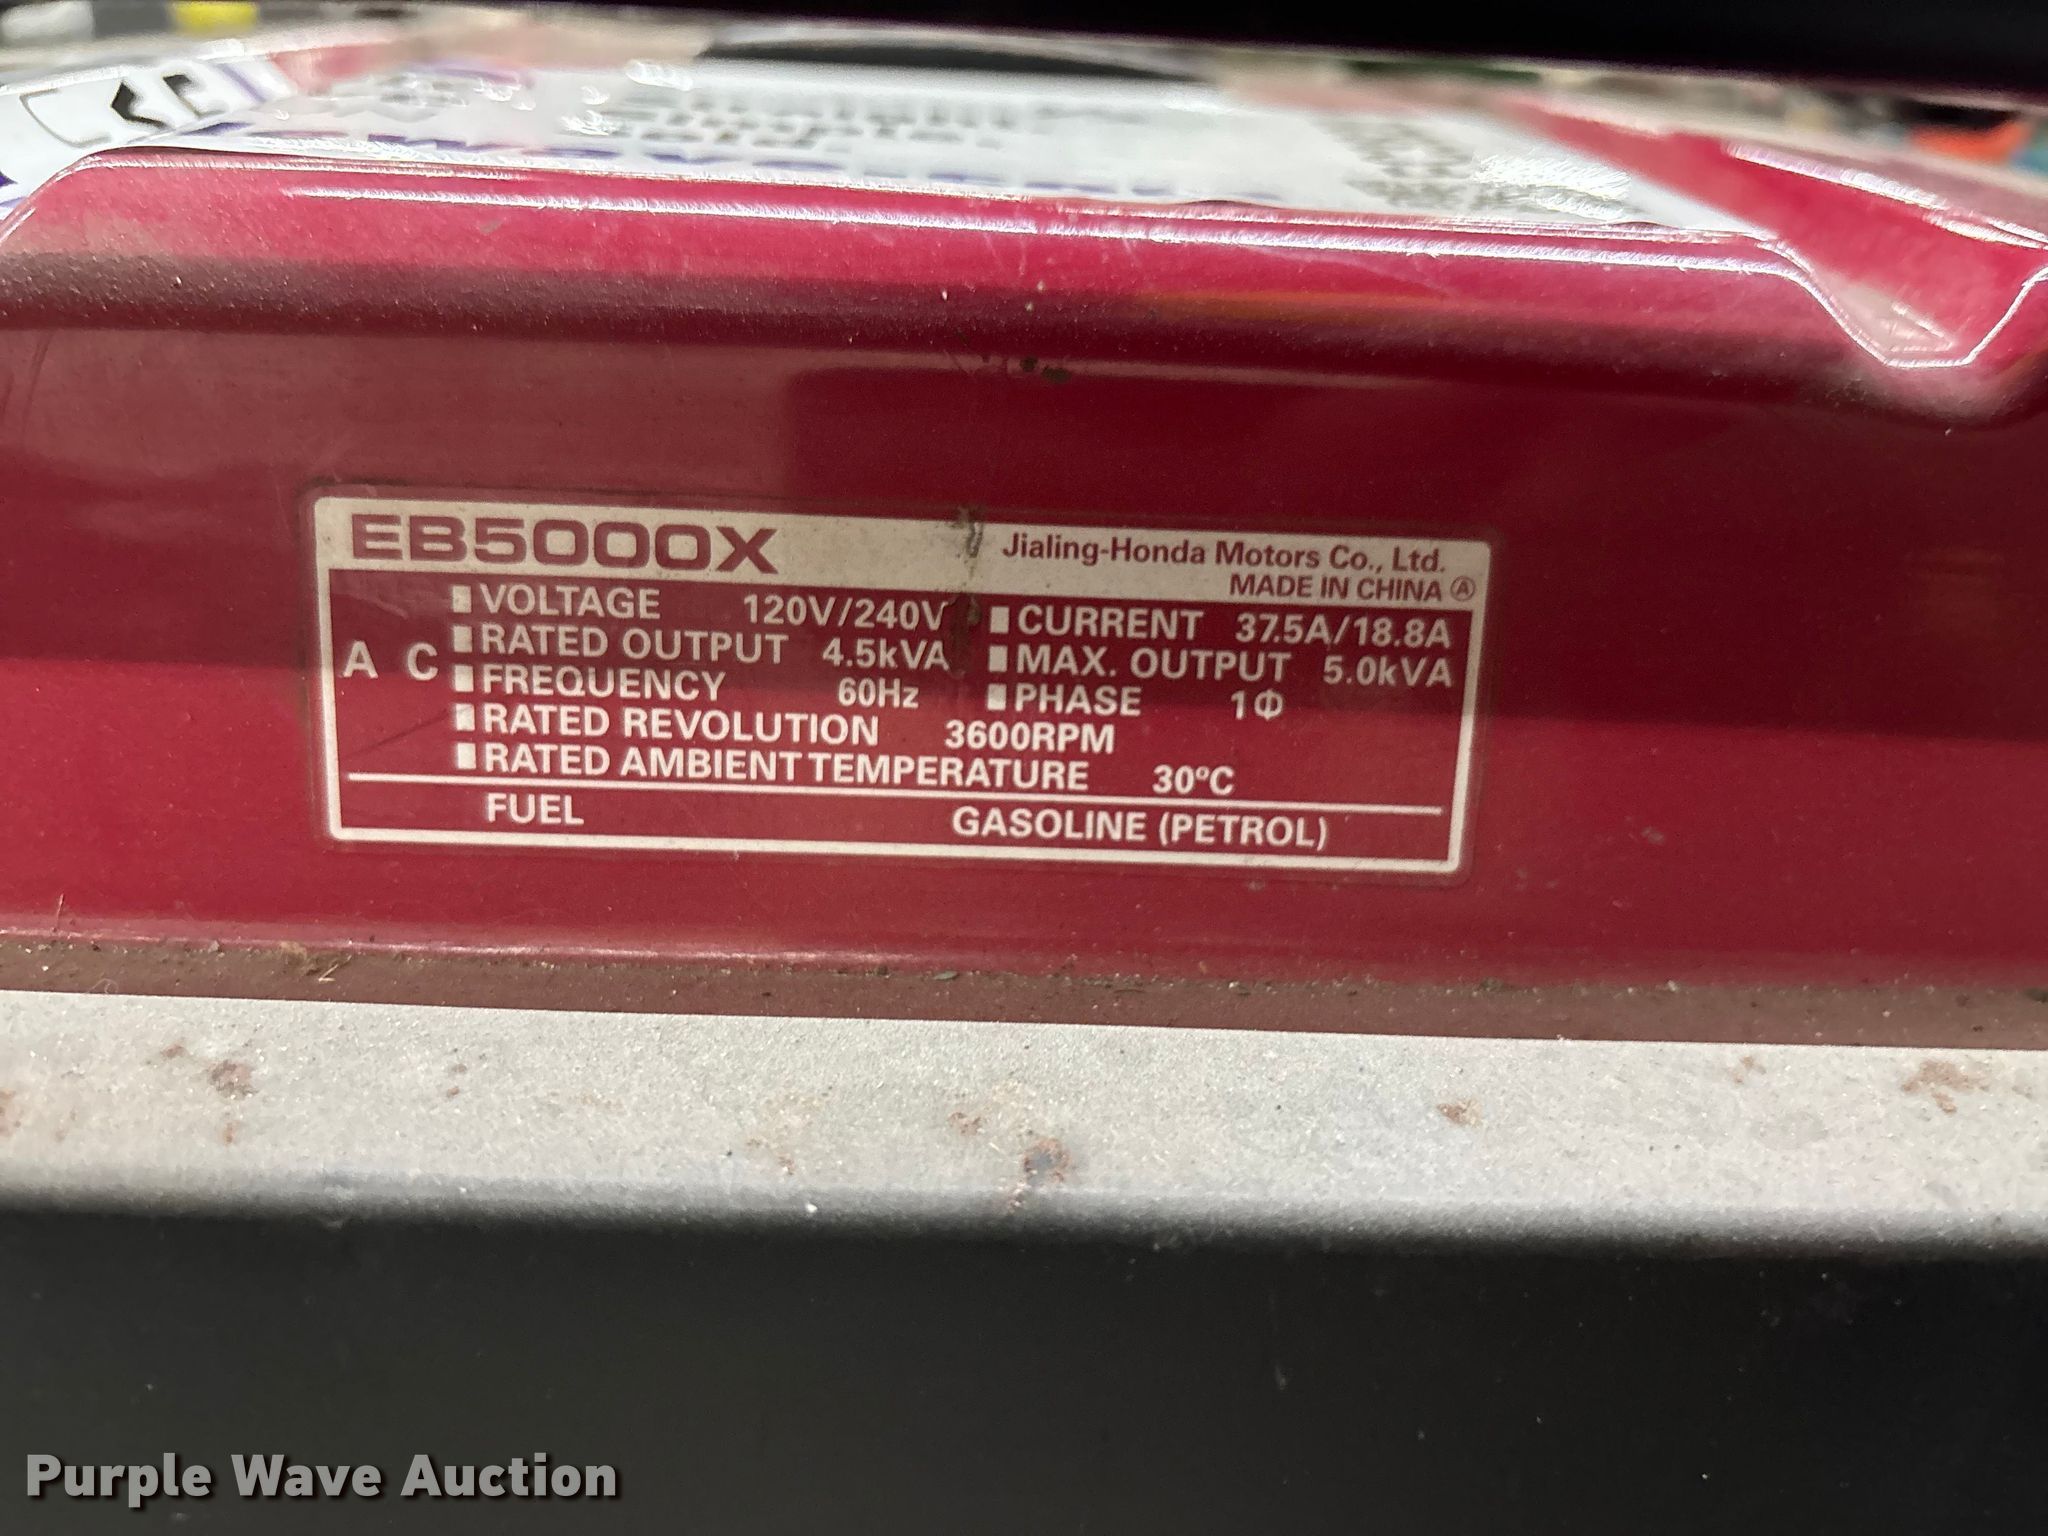 EB5000X
Jialing-Honda Motors Co., Ltd.
MADE IN CHINA Ⓐ
A C
VOLTAGE 120V/240V
CURRENT 37.5A/18.8A
RATED OUTPUT 4.5kVA
MAX. OUTPUT 5.0kVA
FREQUENCY 60Hz
PHASE 1Φ
RATED REVOLUTION 3600RPM
RATED AMBIENT TEMPERATURE 30ºC
FUEL GASOLINE (PETROL)
Purple Wave Auction